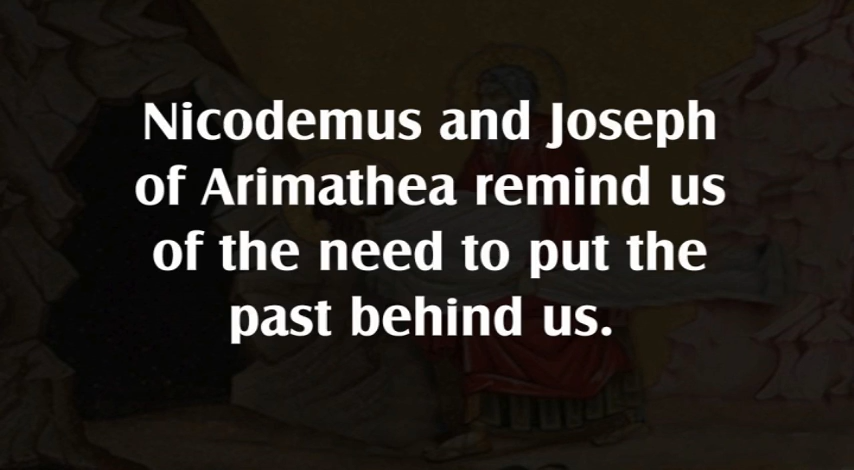 Nicodemus and Joseph
of Arimathea remind us
of the need to put the
past behind us.